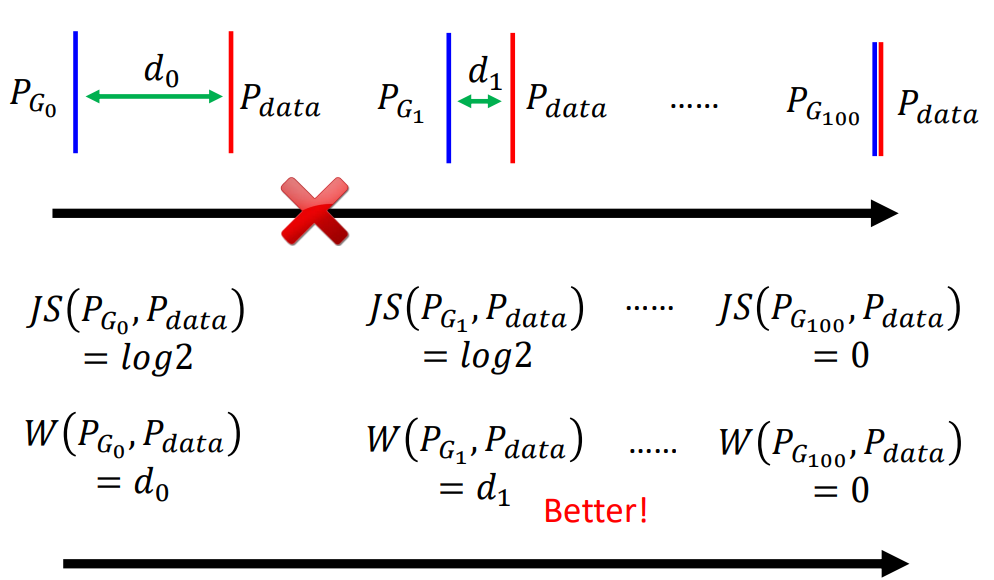 P_{G_0} d_0 P_{data} P_{G_1} d_1 P_{data} …… P_{G_{100}} P_{data}
JS(P_{G_0}, P_{data}) JS(P_{G_1}, P_{data}) …… JS(P_{G_{100}}, P_{data})
= log2 = log2 = 0
W(P_{G_0}, P_{data}) W(P_{G_1}, P_{data}) …… W(P_{G_{100}}, P_{data})
= d_0 = d_1 = 0
Better!